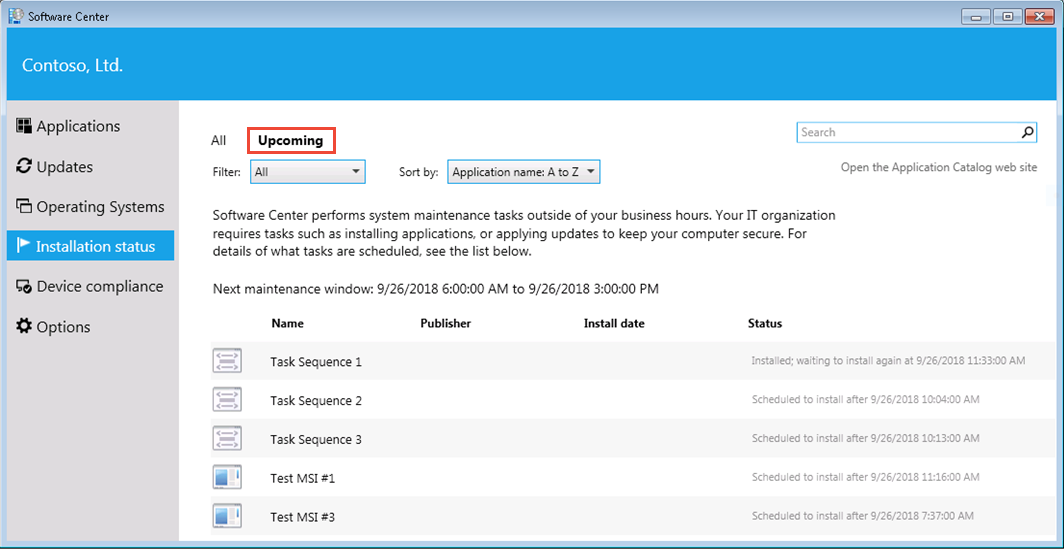 Software Center
Contoso, Ltd.
Applications
Updates
Operating Systems
Installation status
Device compliance
Options
All Upcoming
Search
Filter: All Sort by: Application name: A to Z
Open the Application Catalog web site
Software Center performs system maintenance tasks outside of your business hours. Your IT organization
requires tasks such as installing applications, or applying updates to keep your computer secure. For
details of what tasks are scheduled, see the list below.
Next maintenance window: 9/26/2018 6:00:00 AM to 9/26/2018 3:00:00 PM
Name Publisher Install date Status
Task Sequence 1 Installed; waiting to install again at 9/26/2018 11:33:00 AM
Task Sequence 2 Scheduled to install after 9/26/2018 10:04:00 AM
Task Sequence 3 Scheduled to install after 9/26/2018 10:13:00 AM
Test MSI #1 Scheduled to install after 9/26/2018 11:16:00 AM
Test MSI #3 Scheduled to install after 9/26/2018 7:37:00 AM